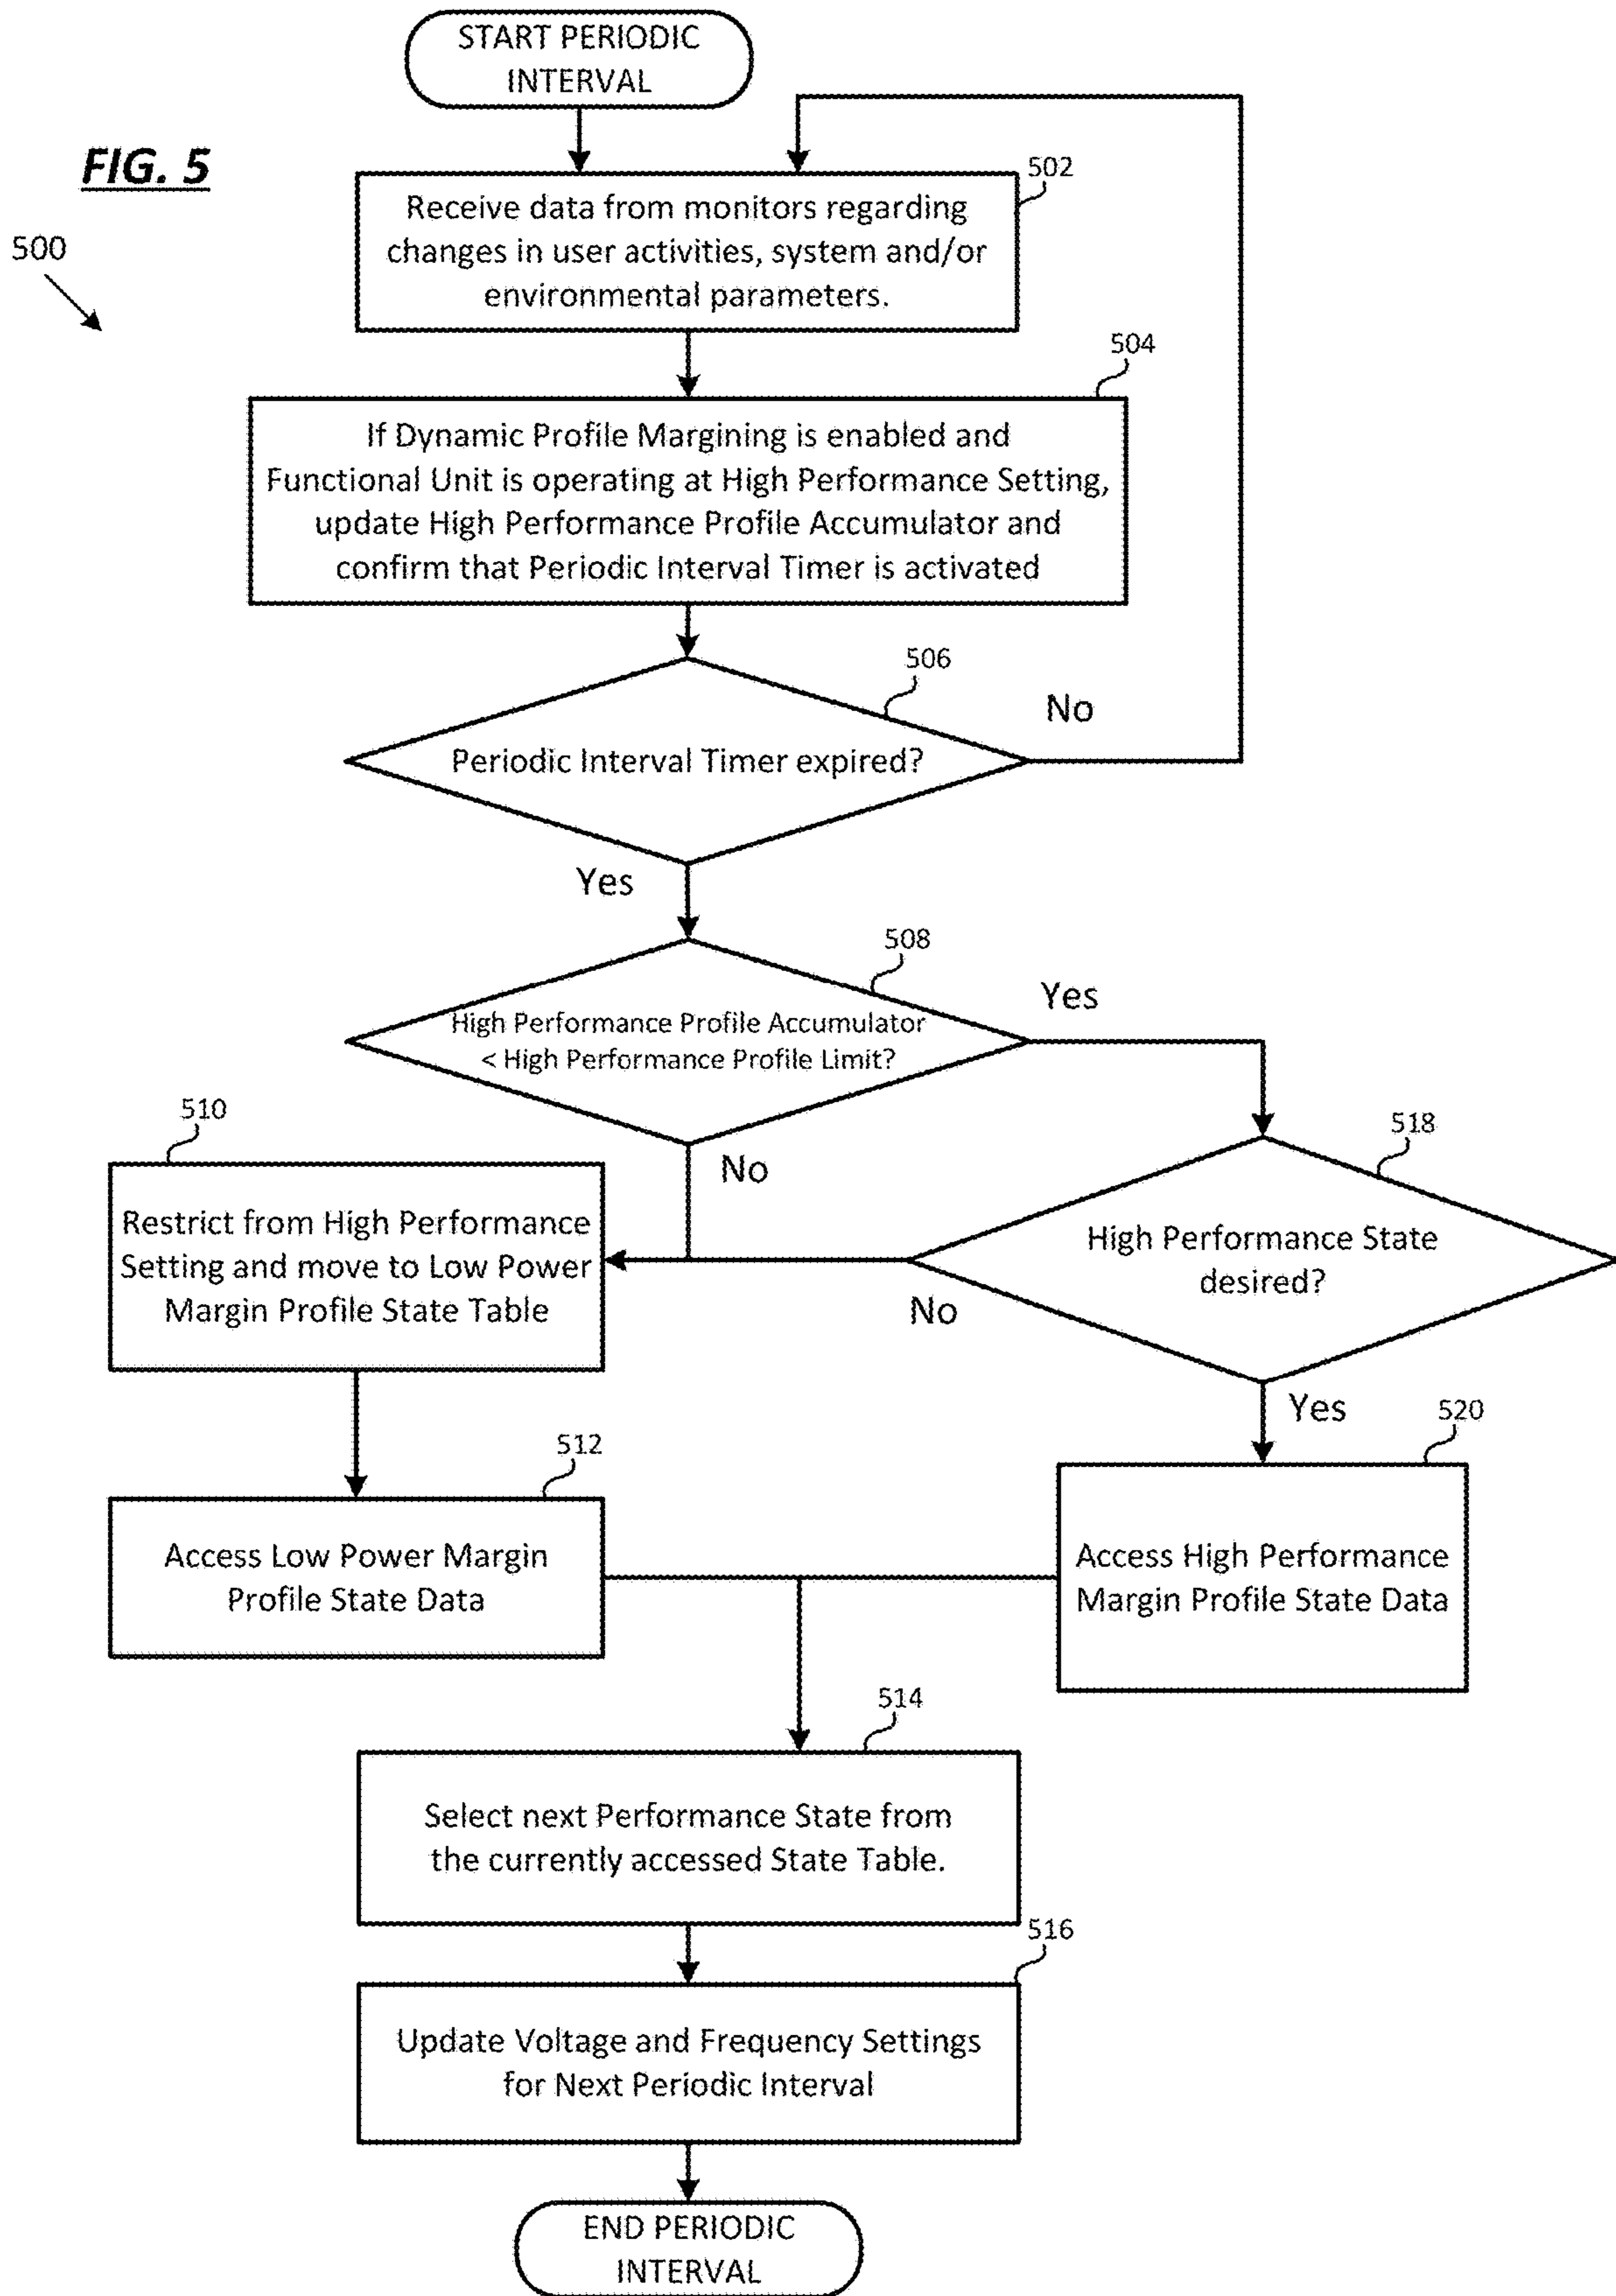 START PERIODIC
INTERVAL
FIG. 5
500
502
Receive data from monitors regarding
changes in user activities, system and/or
environmental parameters.
504
If Dynamic Profile Margining is enabled and
Functional Unit is operating at High Performance Setting,
update High Performance Profile Accumulator and
confirm that Periodic Interval Timer is activated
506
No
Periodic Interval Timer expired?
Yes
508
Yes
High Performance Profile Accumulator
< High Performance Profile Limit?
No
510
Restrict from High Performance
Setting and move to Low Power
Margin Profile State Table
518
High Performance State
desired?
No
Yes
512
Access Low Power Margin
Profile State Data
520
Access High Performance
Margin Profile State Data
514
Select next Performance State from
the currently accessed State Table.
516
Update Voltage and Frequency Settings
for Next Periodic Interval
END PERIODIC
INTERVAL